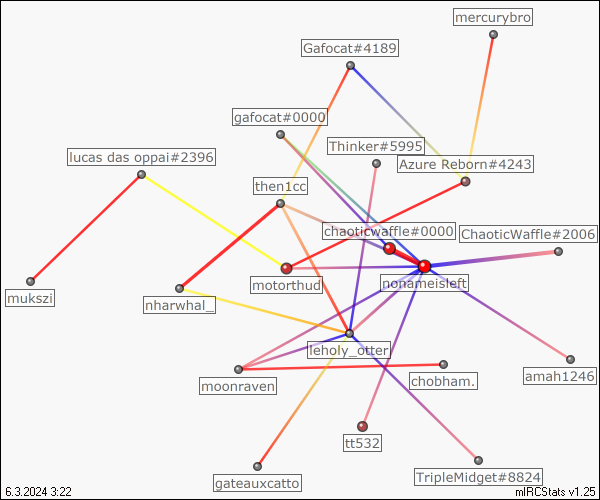 mercurybro
Gafocat#4189
gafocat#0000
Thinker#5995
lucas das oppai#2396
Azure Reborn#4243
then1cc
chaoticwaffle#0000
ChaoticWaffle#2006
motorthud
nonameisleft
mukszi
nharwhal_
leholy_otter
moonraven
chobham.
amah1246
tt532
gateauxcatto
TripleMidget#8824
6.3.2024 3:22
mIRCStats v1.25